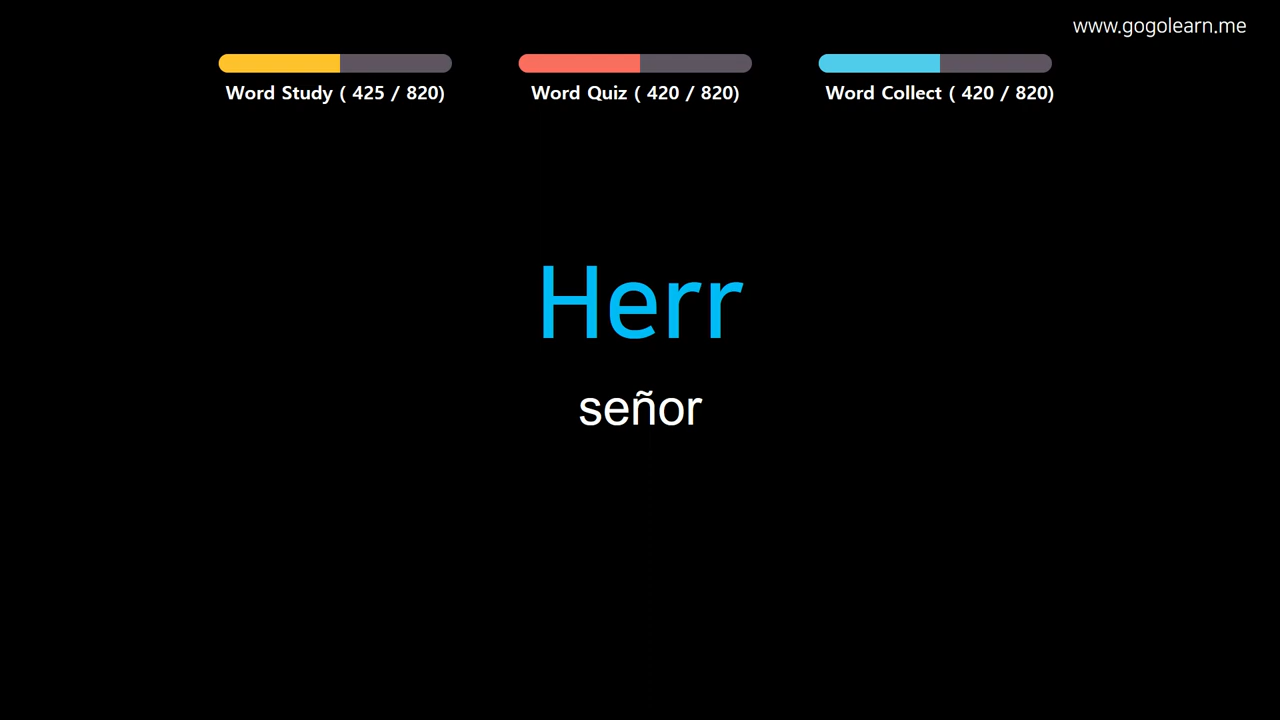 www.gogolearn.me
Word Study ( 425 / 820)
Word Quiz ( 420 / 820)
Word Collect ( 420 / 820)
Herr
señor